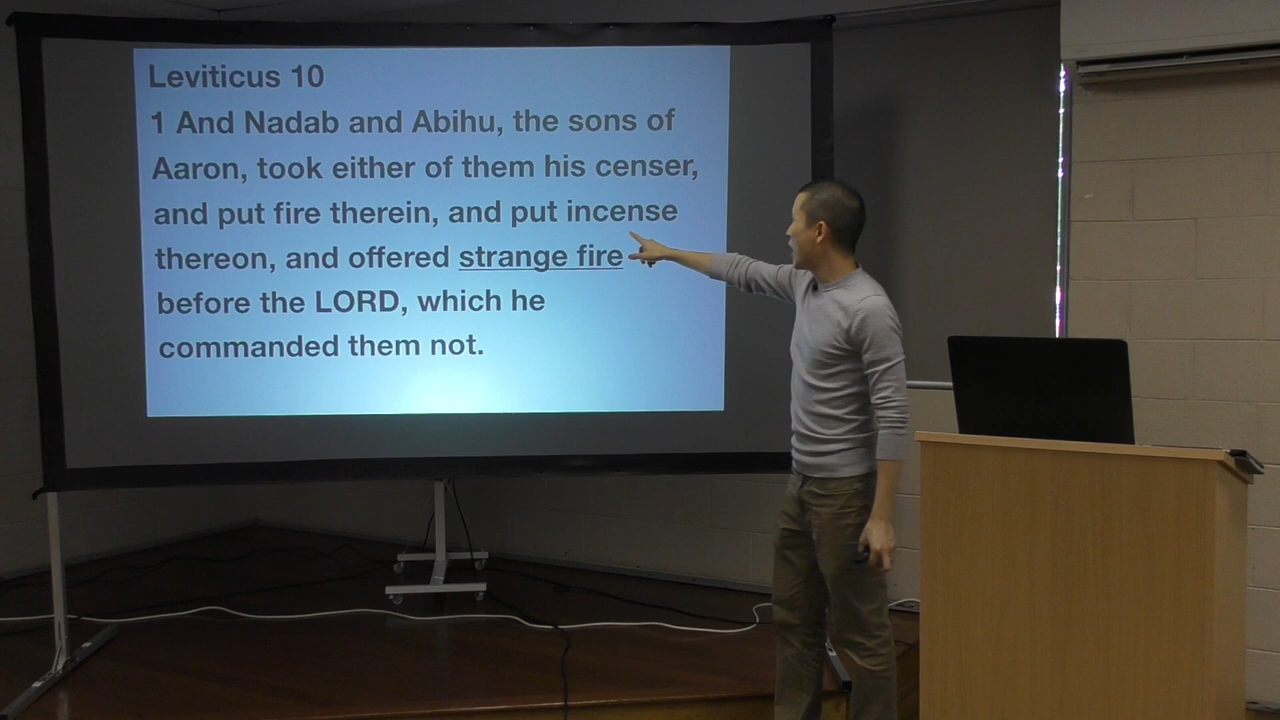 Leviticus 10
1 And Nadab and Abihu, the sons of
Aaron, took either of them his censer,
and put fire therein, and put incense
thereon, and offered strange fire
before the LORD, which he
commanded them not.